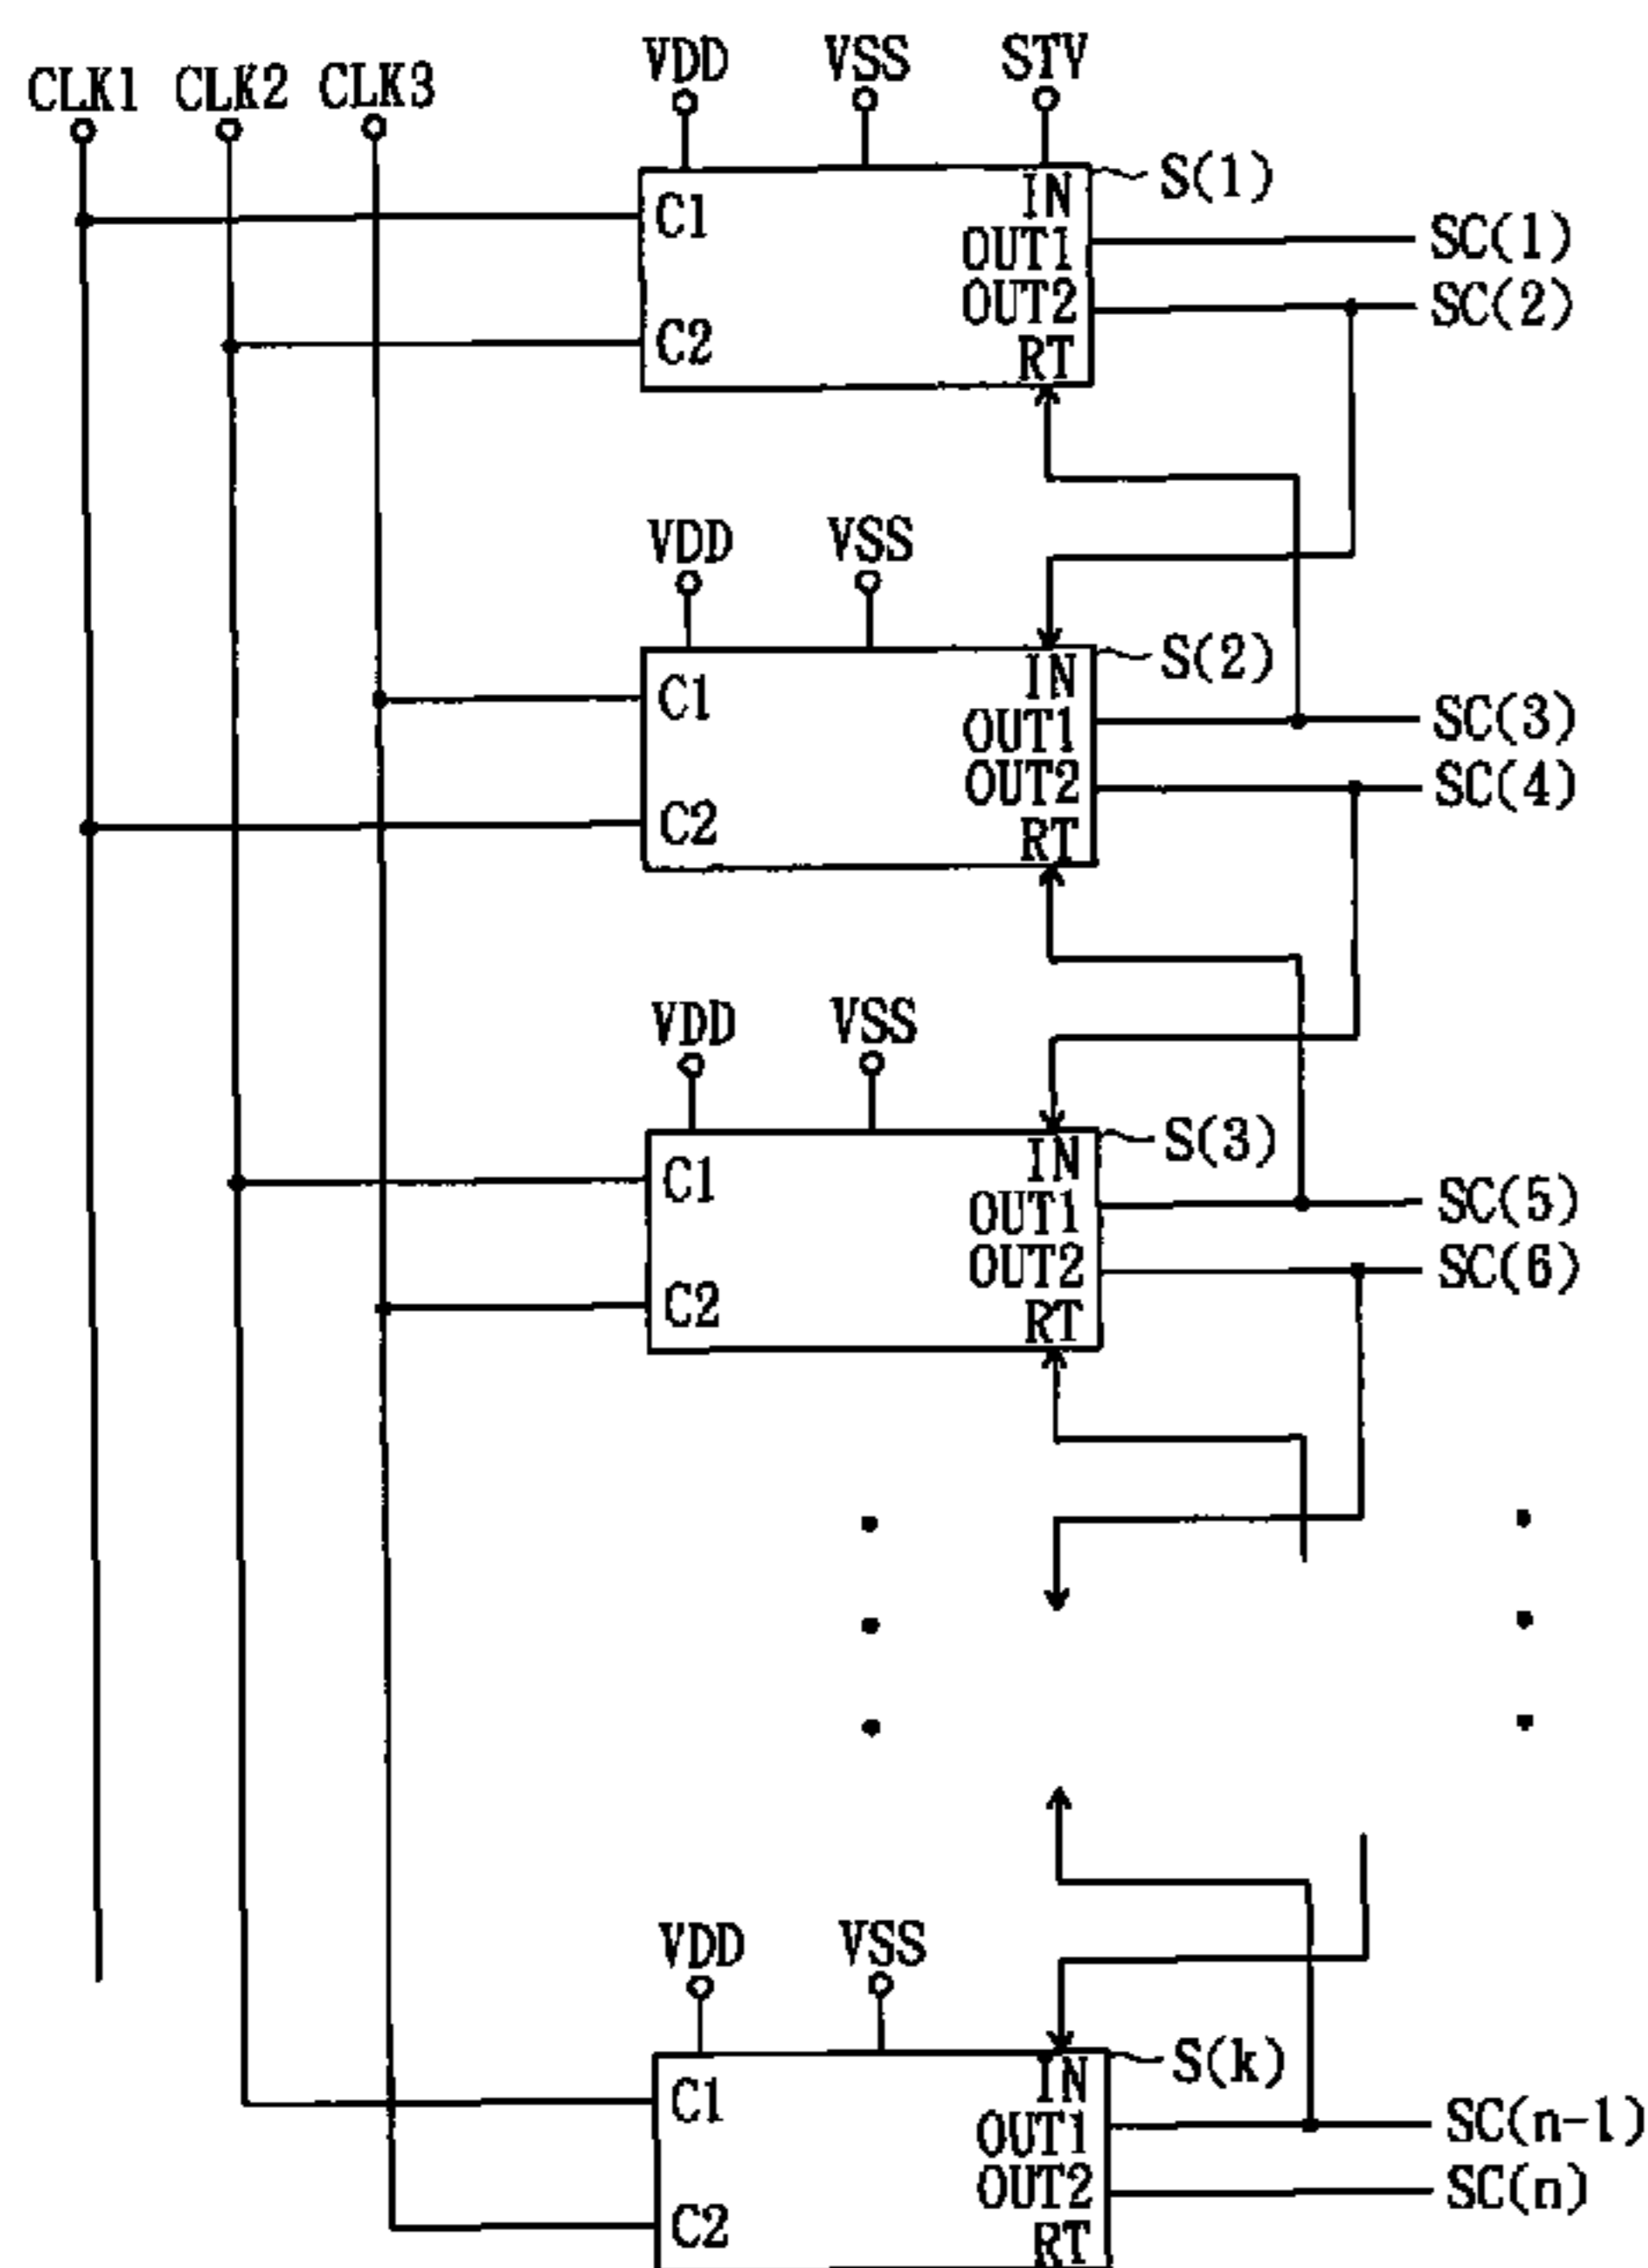 CLK1 CLK2 CLK3 VDD VSS STV
C1 IN S(1)
OUT1 SC(1)
OUT2 SC(2)
C2 RT
VDD VSS
C1 IN S(2)
OUT1 SC(3)
OUT2 SC(4)
C2 RT
VDD VSS
C1 IN S(3)
OUT1 SC(5)
OUT2 SC(6)
C2 RT
VDD VSS
C1 IN S(k)
OUT1 SC(n-1)
OUT2 SC(n)
C2 RT